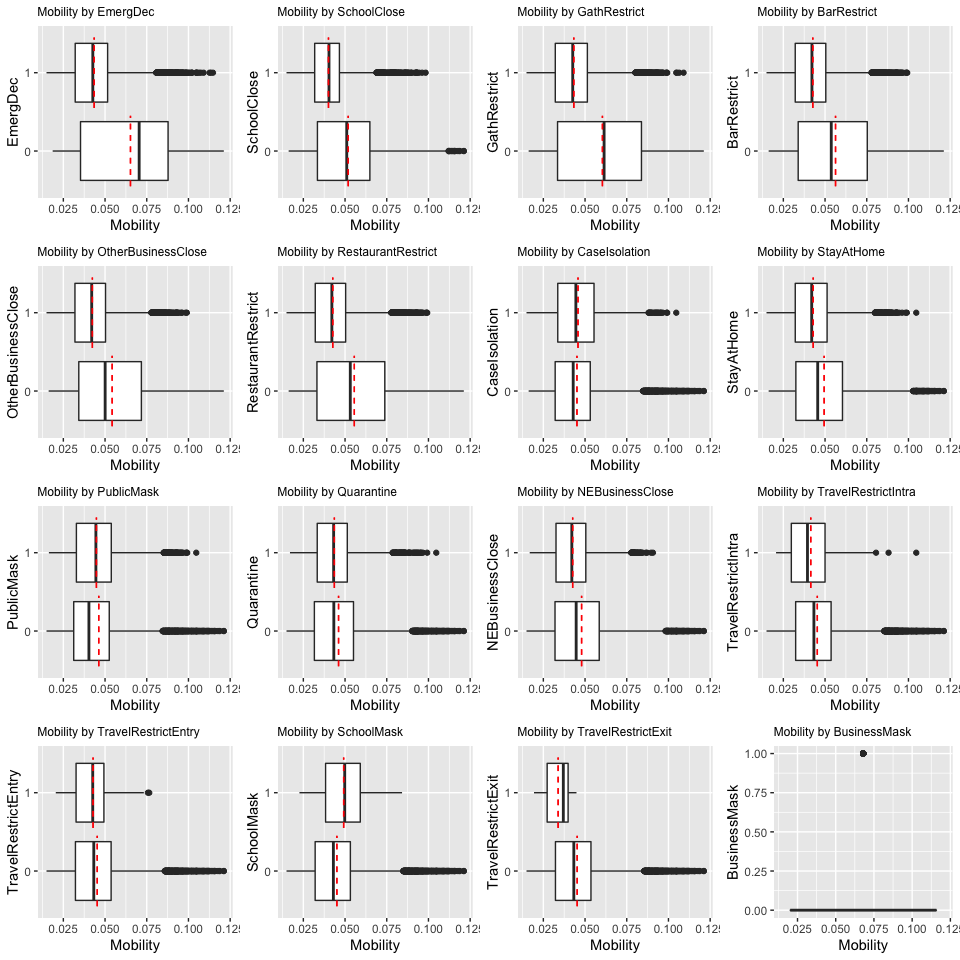 Mobility by EmergDec
EmergDec
1
0
0.025 0.050 0.075 0.100 0.125
Mobility
Mobility by SchoolClose
SchoolClose
1
0
0.025 0.050 0.075 0.100 0.125
Mobility
Mobility by GathRestrict
GathRestrict
1
0
0.025 0.050 0.075 0.100 0.125
Mobility
Mobility by BarRestrict
BarRestrict
1
0
0.025 0.050 0.075 0.100 0.125
Mobility
Mobility by OtherBusinessClose
OtherBusinessClose
1
0
0.025 0.050 0.075 0.100 0.125
Mobility
Mobility by RestaurantRestrict
RestaurantRestrict
1
0
0.025 0.050 0.075 0.100 0.125
Mobility
Mobility by CaseIsolation
CaseIsolation
1
0
0.025 0.050 0.075 0.100 0.125
Mobility
Mobility by StayAtHome
StayAtHome
1
0
0.025 0.050 0.075 0.100 0.125
Mobility
Mobility by PublicMask
PublicMask
1
0
0.025 0.050 0.075 0.100 0.125
Mobility
Mobility by Quarantine
Quarantine
1
0
0.025 0.050 0.075 0.100 0.125
Mobility
Mobility by NEBusinessClose
NEBusinessClose
1
0
0.025 0.050 0.075 0.100 0.125
Mobility
Mobility by TravelRestrictIntra
TravelRestrictIntra
1
0
0.025 0.050 0.075 0.100 0.125
Mobility
Mobility by TravelRestrictEntry
TravelRestrictEntry
1
0
0.025 0.050 0.075 0.100 0.125
Mobility
Mobility by SchoolMask
SchoolMask
1
0
0.025 0.050 0.075 0.100 0.125
Mobility
Mobility by TravelRestrictExit
TravelRestrictExit
1
0
0.025 0.050 0.075 0.100 0.125
Mobility
Mobility by BusinessMask
BusinessMask
1.00
0.75
0.50
0.25
0.00
0.025 0.050 0.075 0.100 0.125
Mobility